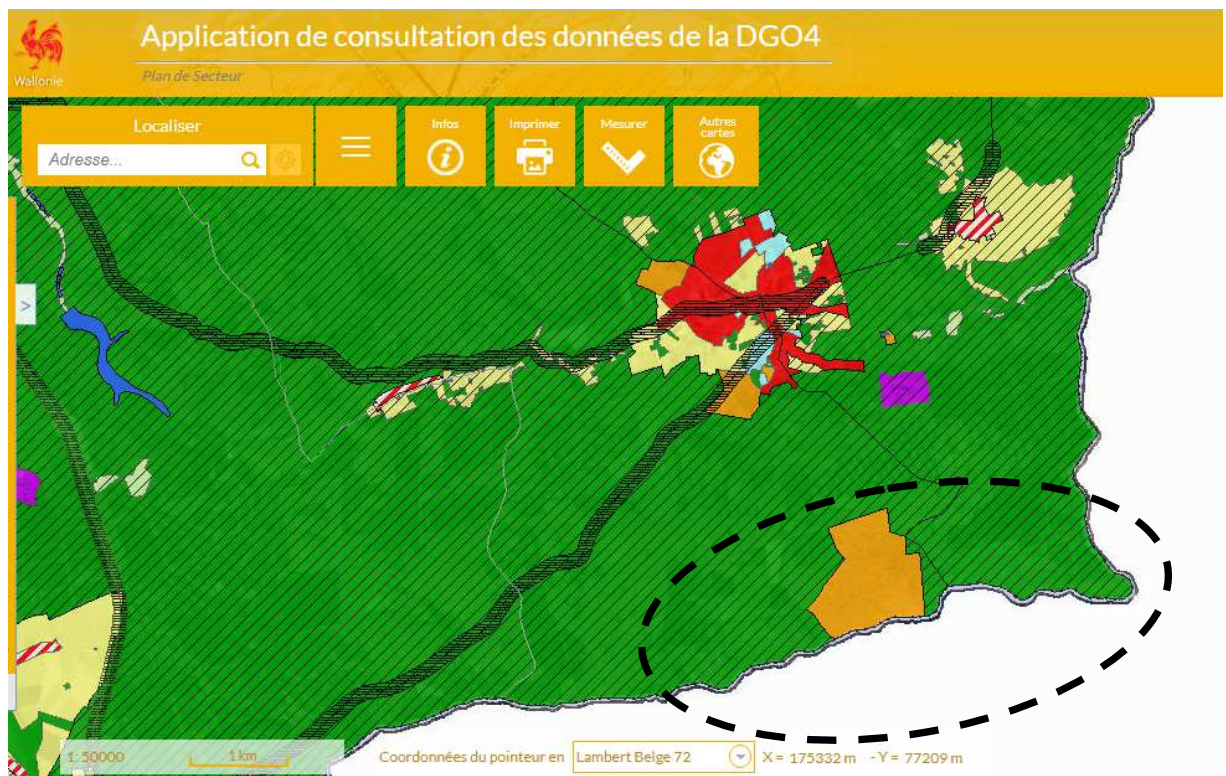 Application de consultation des données de la DGO4
Wallonie
Plan de Secteur
Localiser
Adresse...
Infos
Imprimer
Mesurer
Autres
cartes
>
1: 50000
1 km
Coordonnées du pointeur en
Lambert Belge 72
X = 175332 m - Y = 77209 m